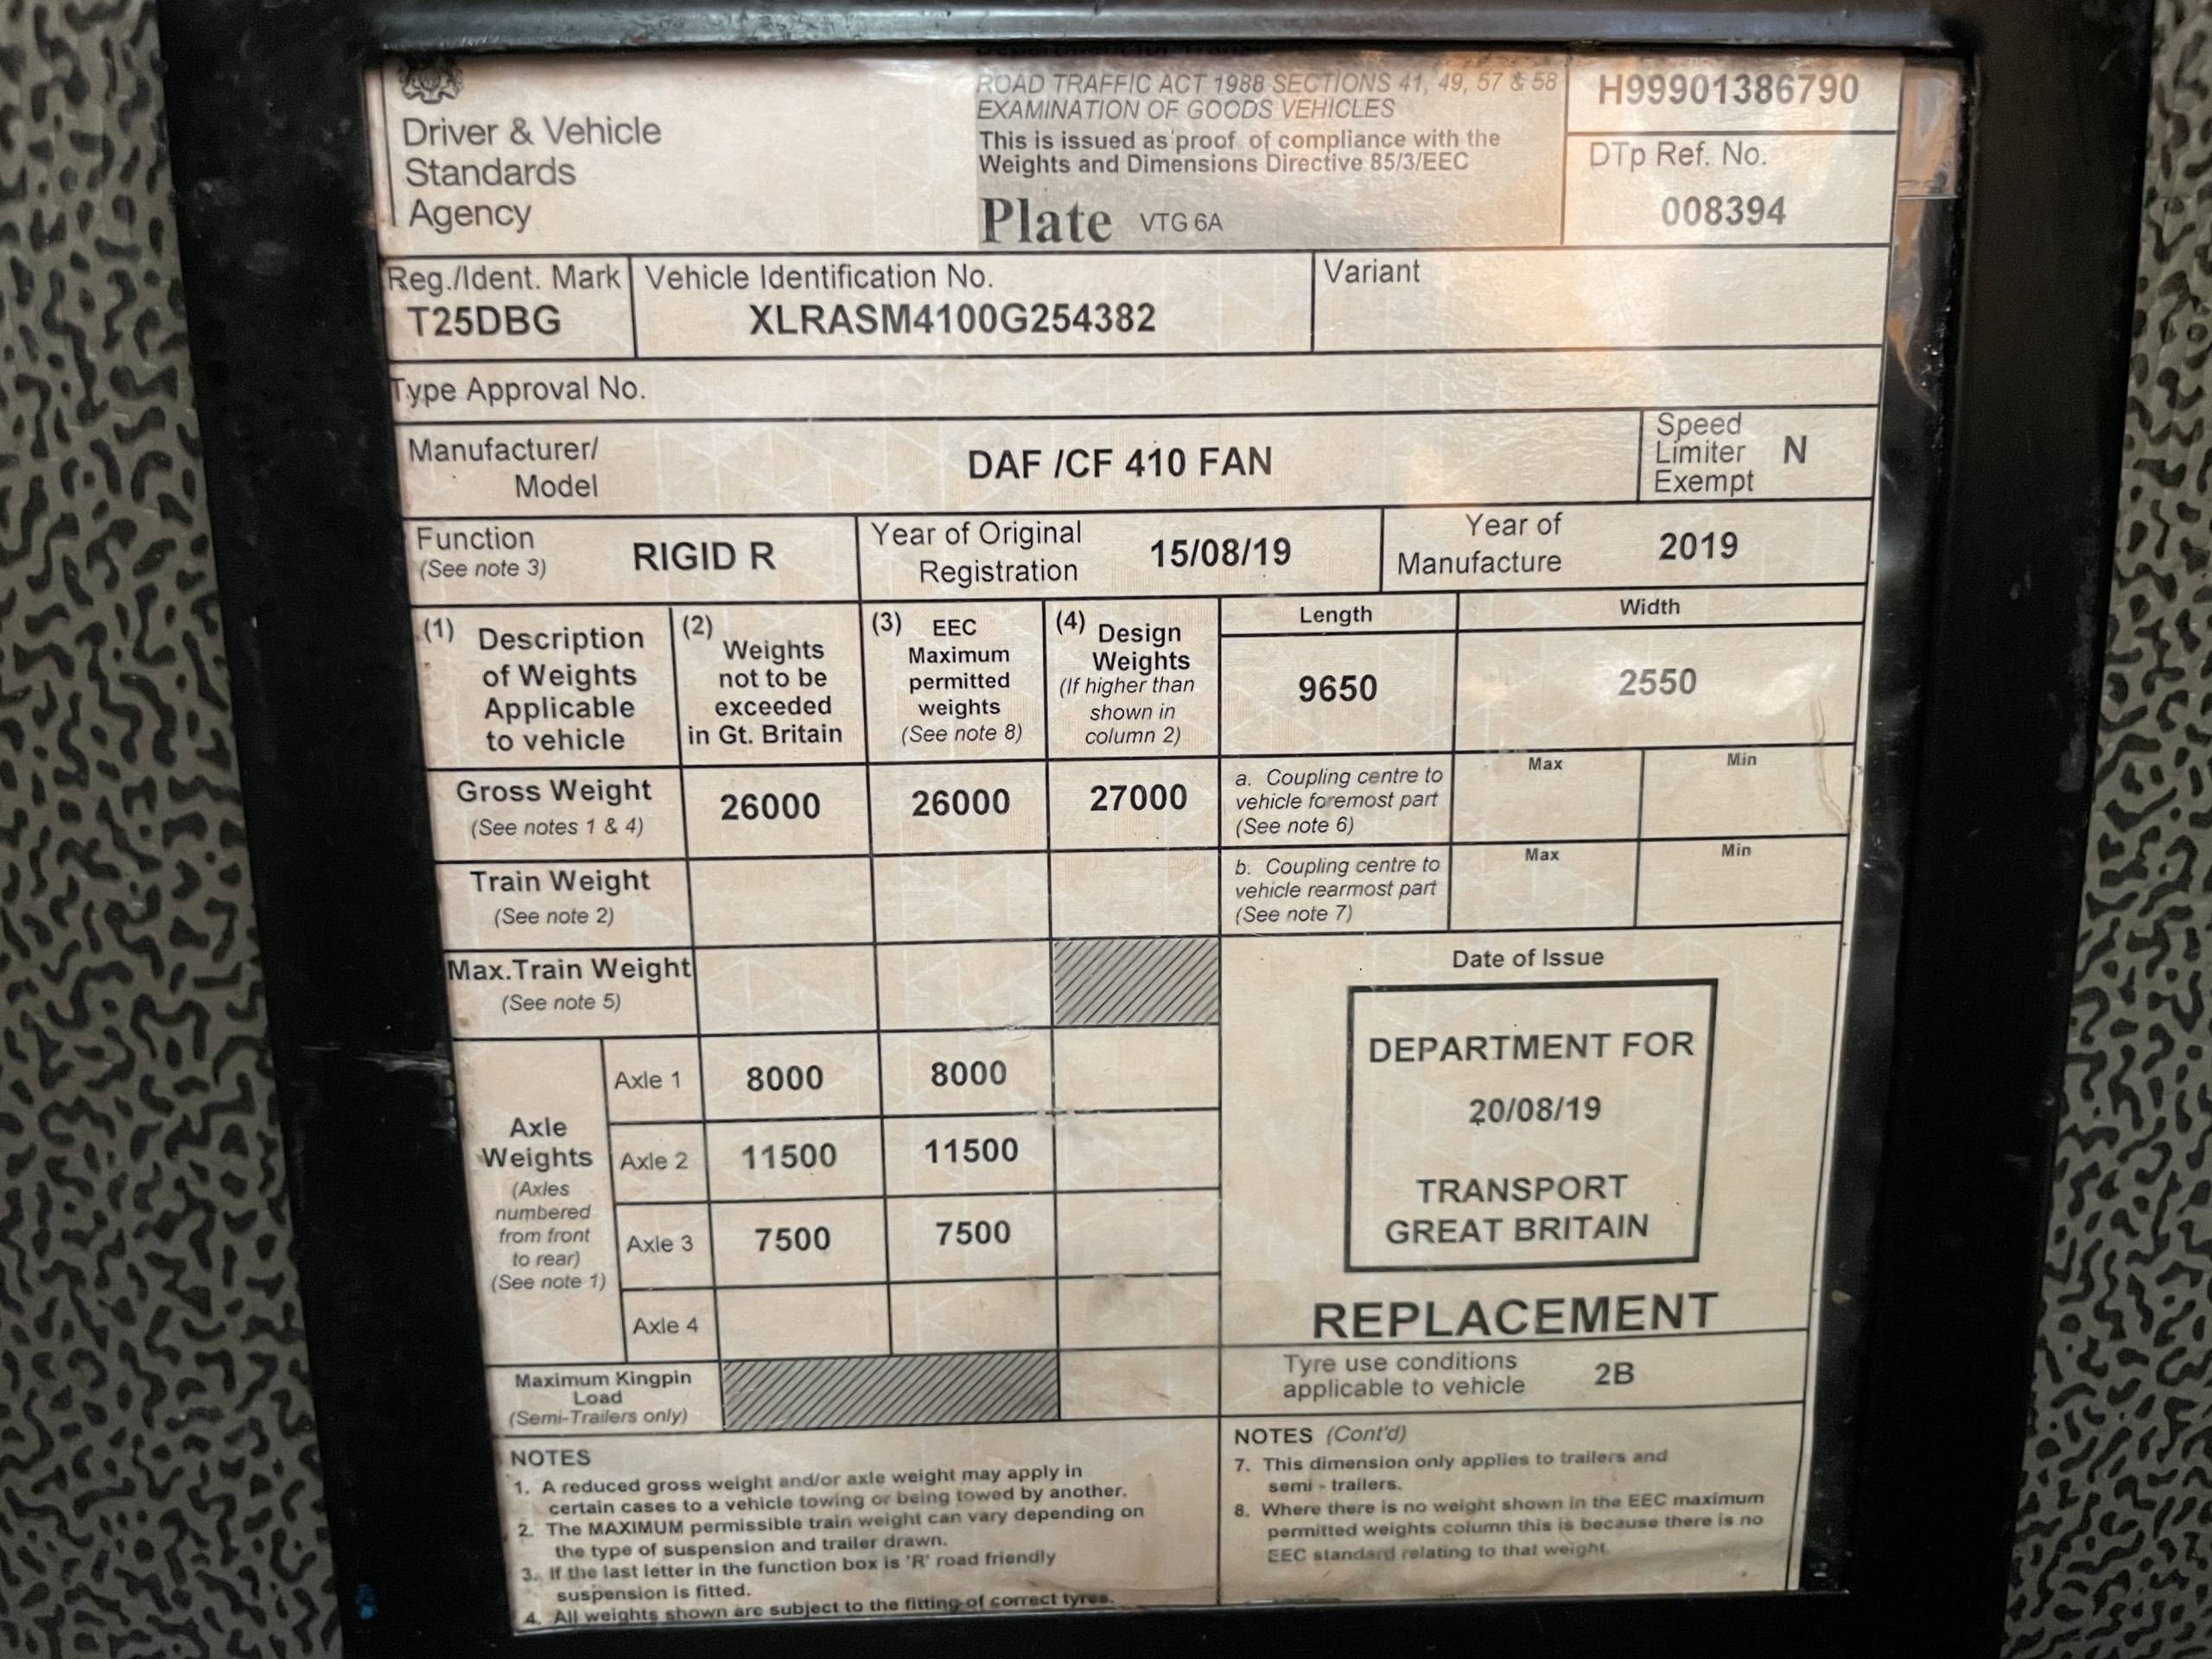 ROAD TRAFFIC ACT 1988 SECTIONS 41, 49, 57 & 58
EXAMINATION OF GOODS VEHICLES
This is issued as proof of compliance with the
Weights and Dimensions Directive 85/3/EEC
Plate VTG 6A
Driver & Vehicle
Standards
Agency
H99901386790
DTp Ref. No.
008394
Reg./Ident. Mark
T25DBG
Vehicle Identification No.
XLRASM4100G254382
Variant
Type Approval No.
Manufacturer/
Model
DAF /CF 410 FAN
Speed
Limiter
Exempt
N
Function
(See note 3)
RIGID R
Year of Original
Registration
15/08/19
Year of
Manufacture
2019
(1) Description
of Weights
Applicable
to vehicle
(2)
Weights
not to be
exceeded
in Gt. Britain
(3) EEC
Maximum
permitted
weights
(See note 8)
(4) Design
Weights
(If higher than
shown in
column 2)
Length
9650
Width
2550
Gross Weight
(See notes 1 & 4)
26000
26000
27000
a. Coupling centre to
vehicle foremost part
(See note 6)
Max
Min
Train Weight
(See note 2)
b. Coupling centre to
vehicle rearmost part
(See note 7)
Max
Min
Max.Train Weight
(See note 5)
Axle
Weights
(Axles
numbered
from front
to rear)
(See note 1)
Axle 1
8000
8000
Axle 2
11500
11500
Axle 3
7500
7500
Axle 4
Maximum Kingpin
Load
(Semi-Trailers only)
Date of Issue
DEPARTMENT FOR
20/08/19
TRANSPORT
GREAT BRITAIN
REPLACEMENT
Tyre use conditions
applicable to vehicle
2B
NOTES
1. A reduced gross weight and/or axle weight may apply in
certain cases to a vehicle towing or being towed by another.
2. The MAXIMUM permissible train weight can vary depending on
the type of suspension and trailer drawn.
3. If the last letter in the function box is 'R' road friendly
suspension is fitted.
4. All weights shown are subject to the fitting of correct tyres.
NOTES (Cont'd)
7. This dimension only applies to trailers and
semi - trailers.
8. Where there is no weight shown in the EEC maximum
permitted weights column this is because there is no
EEC standard relating to that weight.